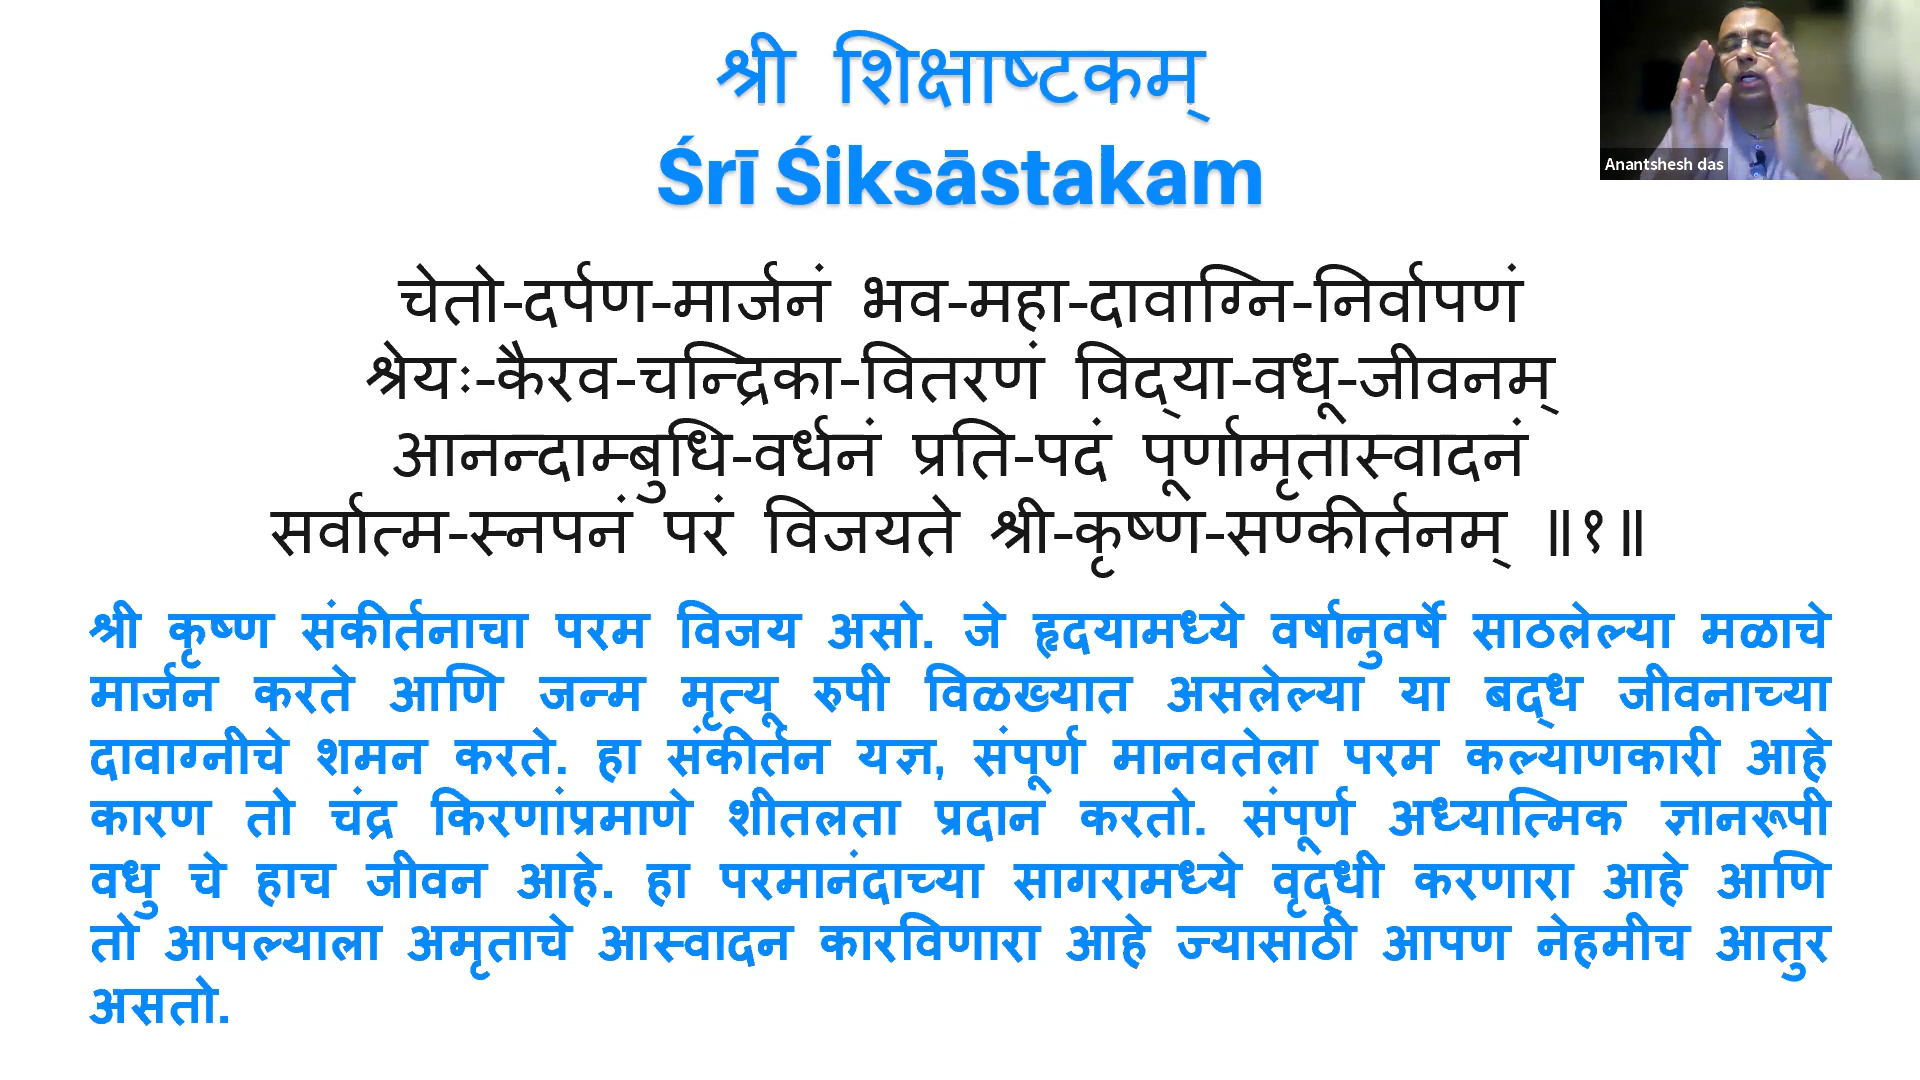 श्री शिक्षाष्टकम्
Śrī Śiksāstakam
Anantshesh das
चेतो-दर्पण-मार्जनं भव-महा-दावाग्नि-निर्वापणं
श्रेयः-कैरव-चन्द्रिका-वितरणं विद्‌या-वधू-जीवनम्
आनन्दाम्बुधि-वर्धनं प्रति-पदं पूर्णामृतास्वादनं
सर्वात्म-स्नपनं परं विजयते श्री-कृष्ण-सण्कीर्तनम् ॥१॥
श्री कृष्ण संकीर्तनाचा परम विजय असो. जे हृदयामध्ये वर्षानुवर्षे साठलेल्या मळाचे
मार्जन करते आणि जन्म मृत्यू रुपी विळख्यात असलेल्या या बद्ध जीवनाच्या
दावाग्नीचे शमन करते. हा संकीर्तन यज्ञ, संपूर्ण मानवतेला परम कल्याणकारी आहे
कारण तो चंद्र किरणांप्रमाणे शीतलता प्रदान करतो. संपूर्ण अध्यात्मिक ज्ञानरूपी
वधु चे हाच जीवन आहे. हा परमानंदाच्या सागरामध्ये वृद्धी करणारा आहे आणि
तो आपल्याला अमृताचे आस्वादन कारविणारा आहे ज्यासाठी आपण नेहमीच आतुर
असतो.